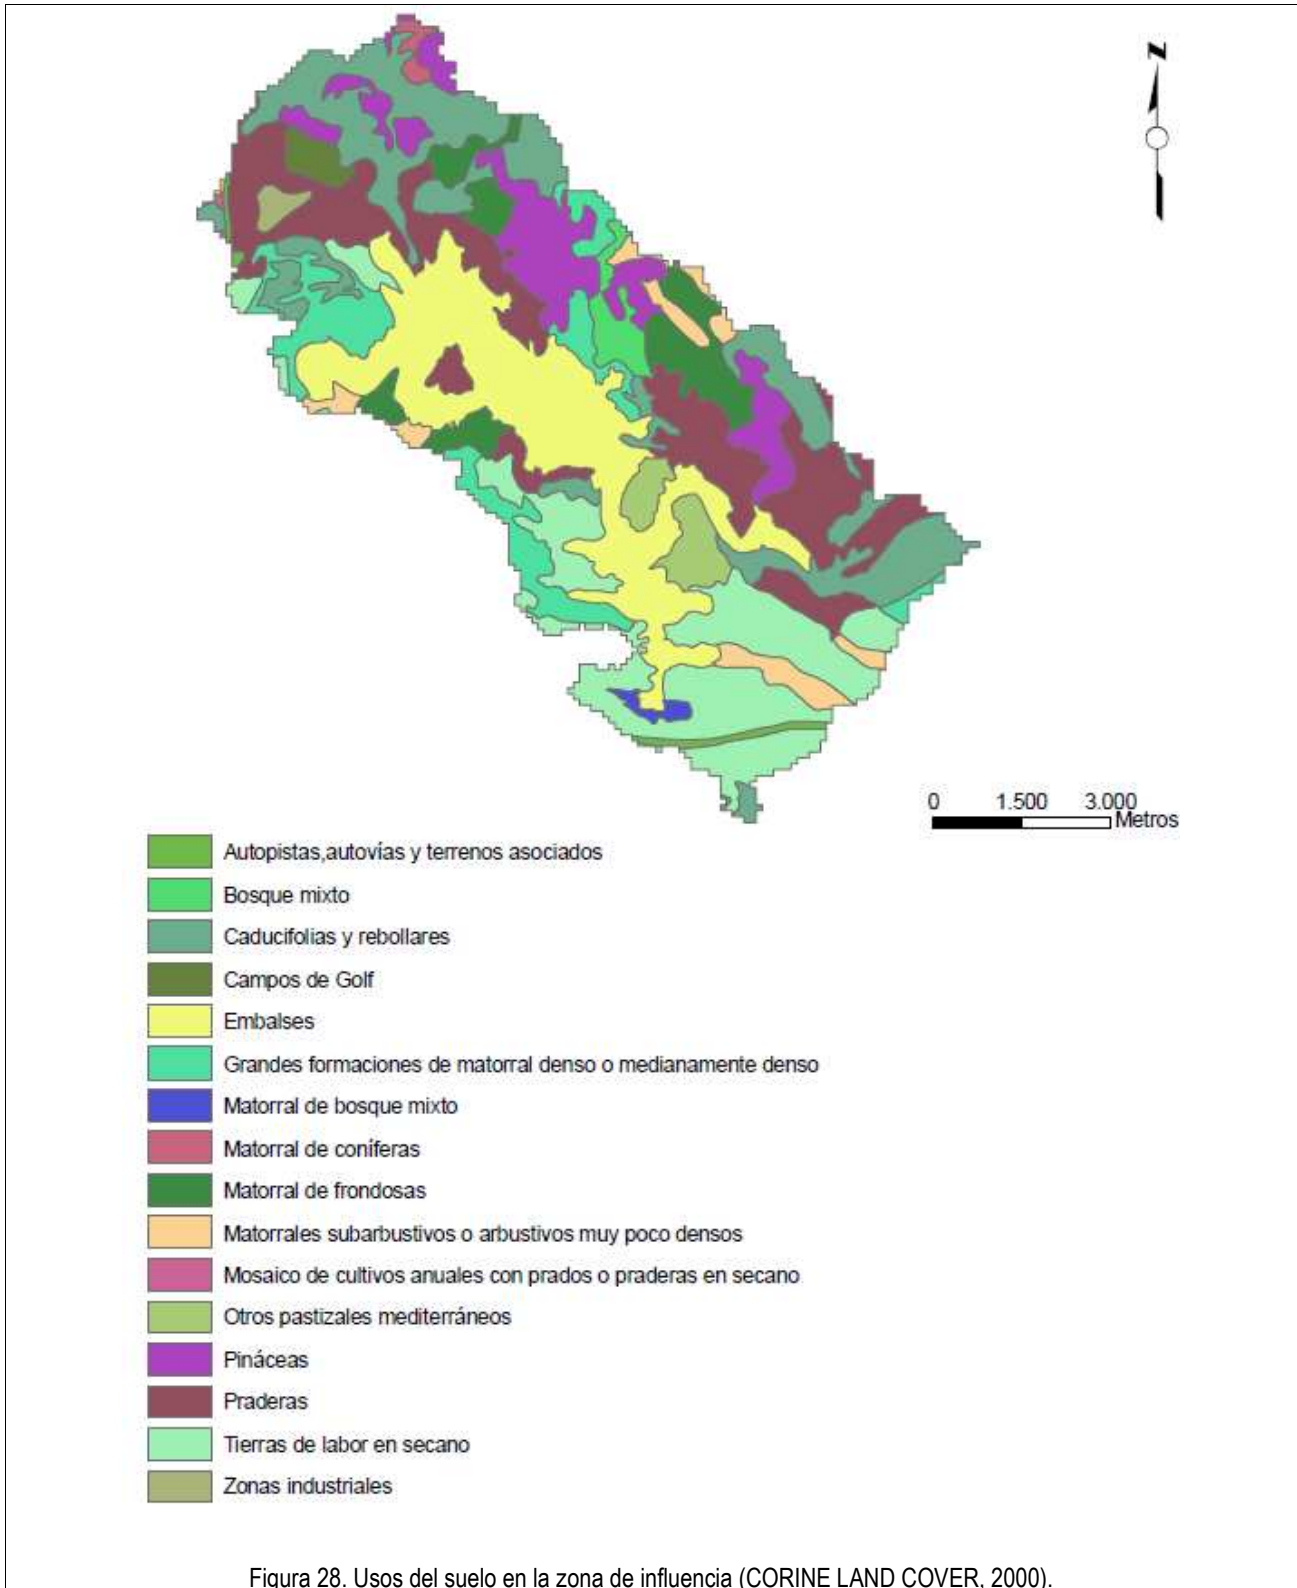 N
0 1.500 3.000
Metros
Autopistas,autovías y terrenos asociados
Bosque mixto
Caducifolias y rebollares
Campos de Golf
Embalses
Grandes formaciones de matorral denso o medianamente denso
Matorral de bosque mixto
Matorral de coníferas
Matorral de frondosas
Matorrales subarbustivos o arbustivos muy poco densos
Mosaico de cultivos anuales con prados o praderas en secano
Otros pastizales mediterráneos
Pináceas
Praderas
Tierras de labor en secano
Zonas industriales
Figura 28. Usos del suelo en la zona de influencia (CORINE LAND COVER, 2000).